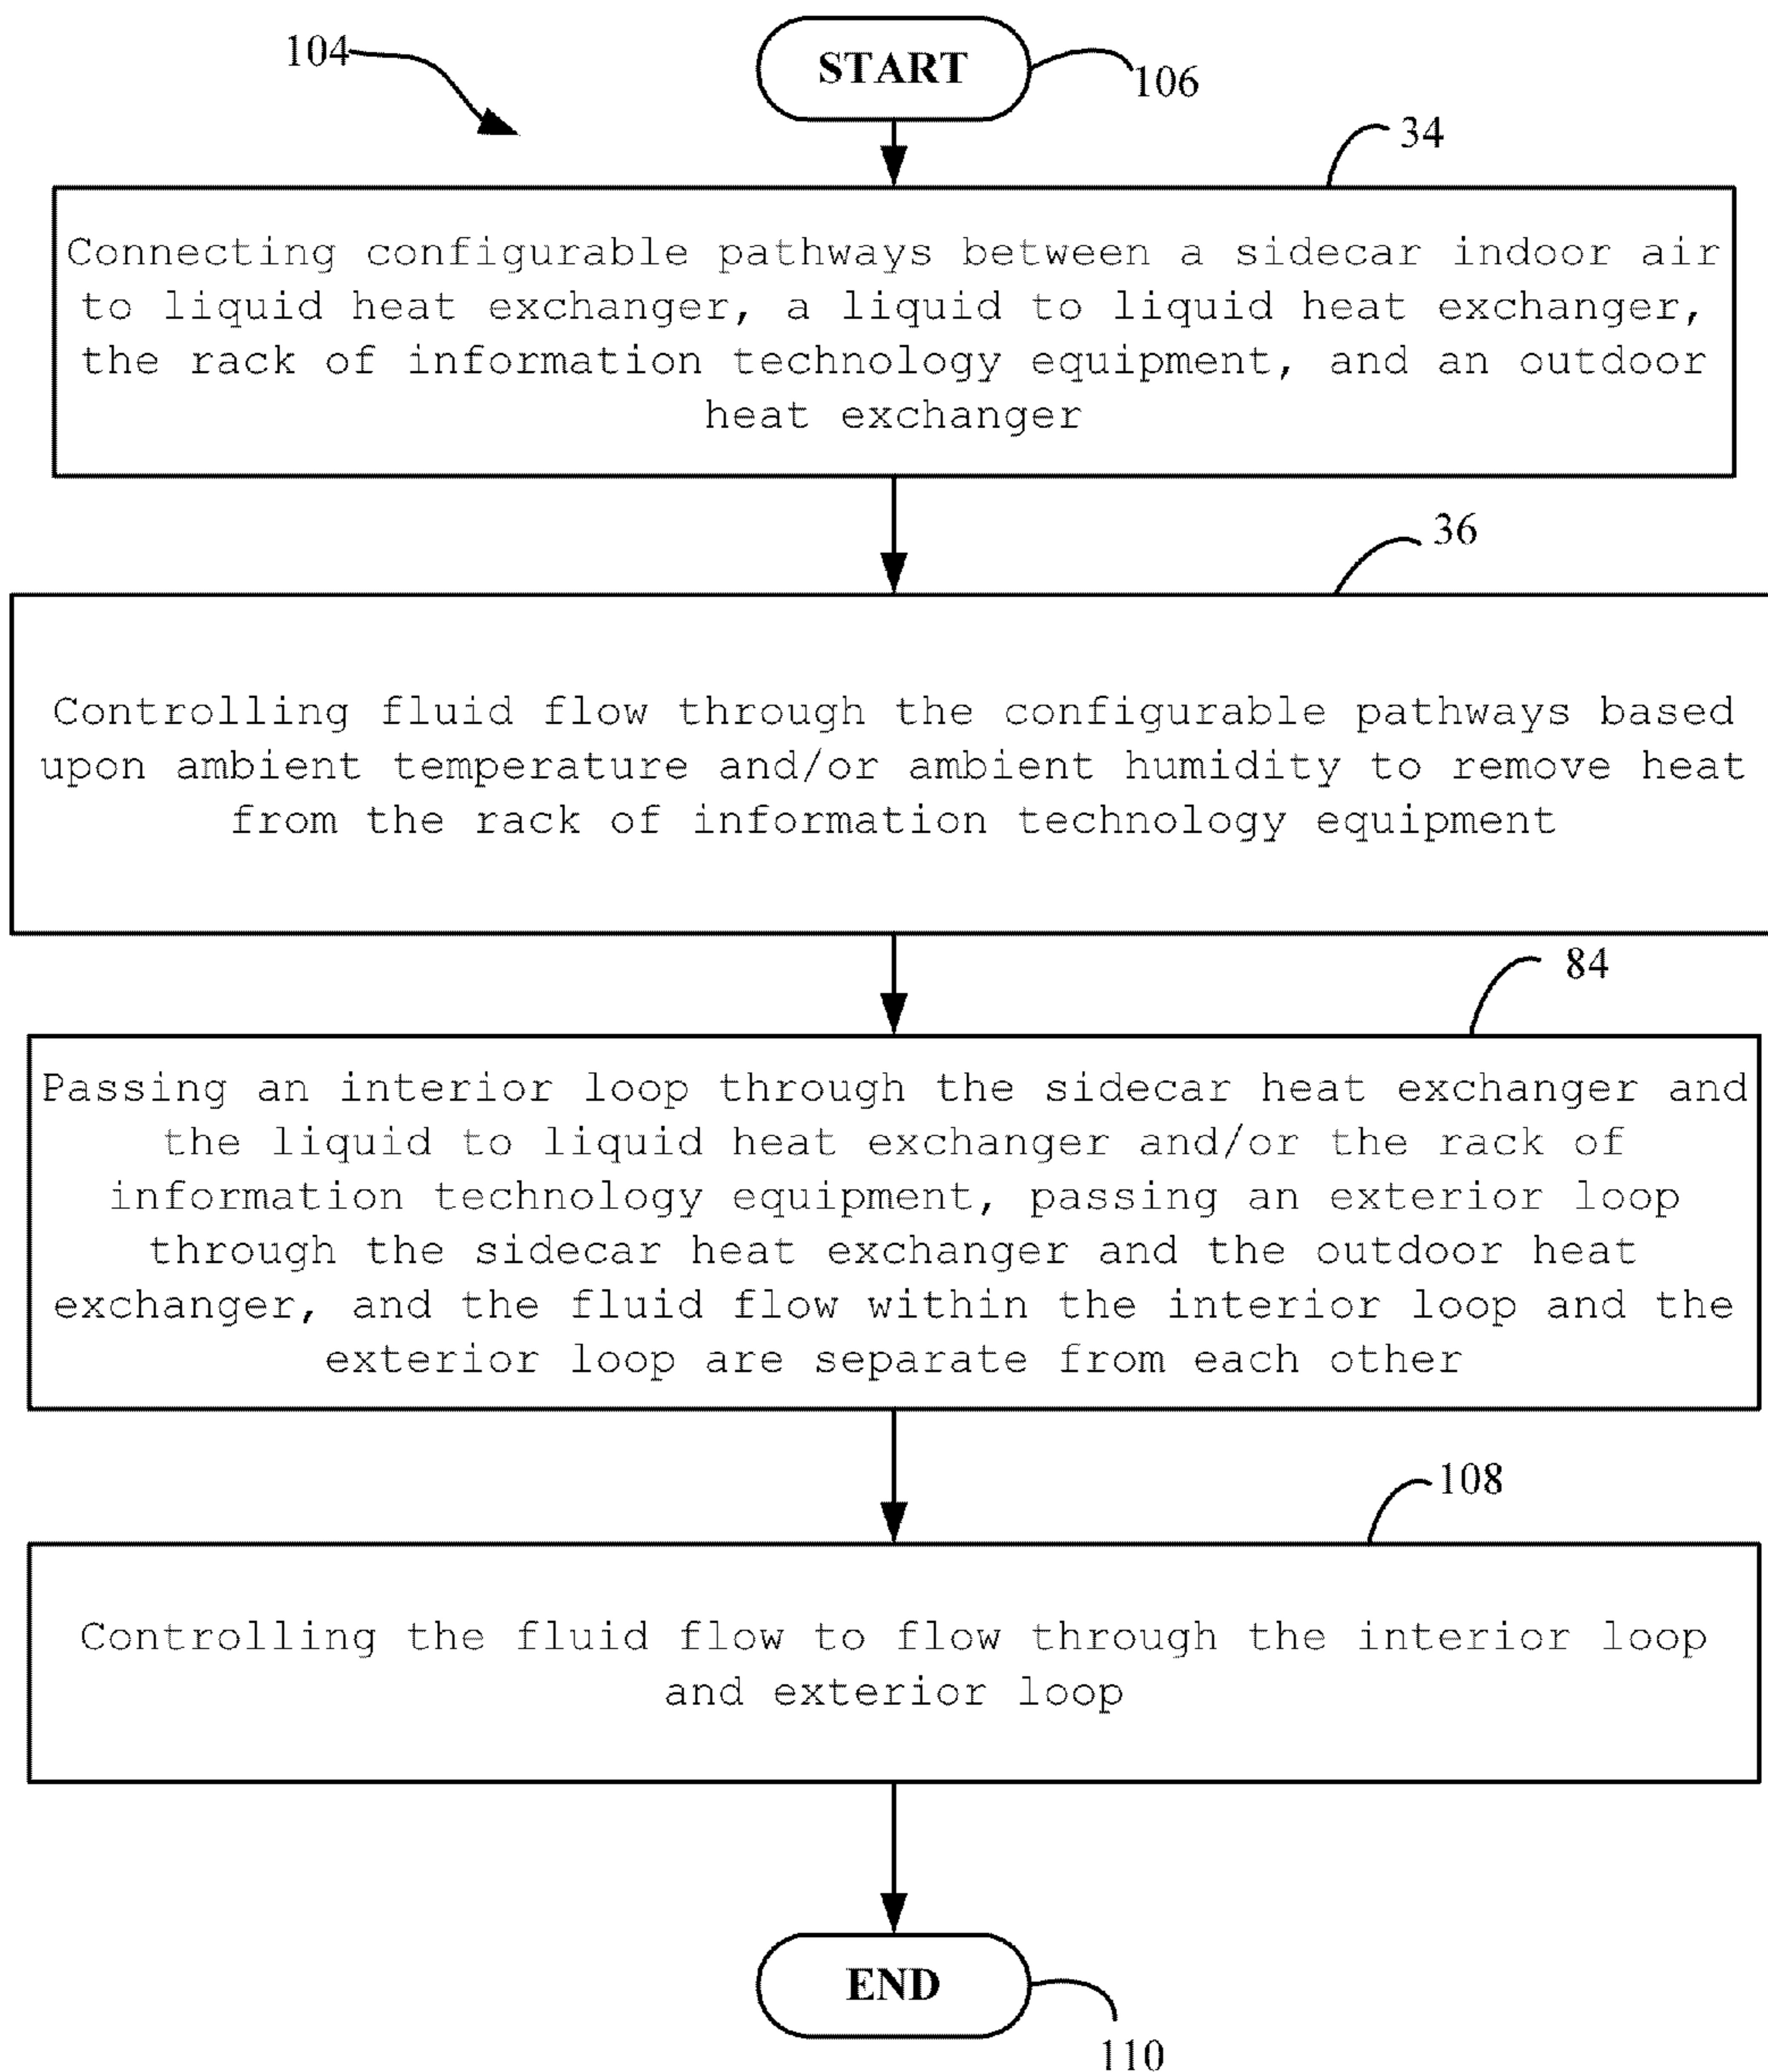 104
START
106
34
Connecting configurable pathways between a sidecar indoor air
to liquid heat exchanger, a liquid to liquid heat exchanger,
the rack of information technology equipment, and an outdoor
heat exchanger
36
Controlling fluid flow through the configurable pathways based
upon ambient temperature and/or ambient humidity to remove heat
from the rack of information technology equipment
84
Passing an interior loop through the sidecar heat exchanger and
the liquid to liquid heat exchanger and/or the rack of
information technology equipment, passing an exterior loop
through the sidecar heat exchanger and the outdoor heat
exchanger, and the fluid flow within the interior loop and the
exterior loop are separate from each other
108
Controlling the fluid flow to flow through the interior loop
and exterior loop
END
110